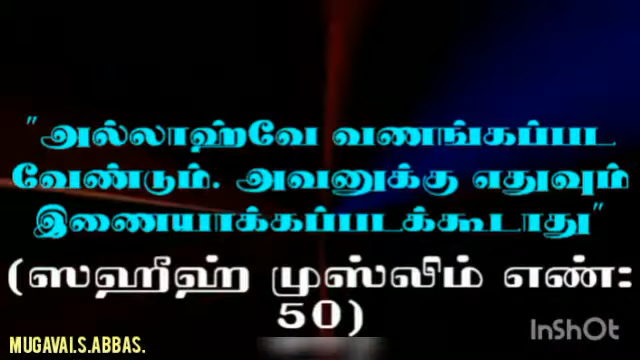 "அல்லாஹ்வே வணங்கப்பட
வேண்டும். அவனுக்கு எதுவும்
இணையாக்கப்படக்கூடாது"
(ஸஹீஹ் முஸ்லிம் எண்:
50)
InShOt
MUGAVAI.S.ABBAS.